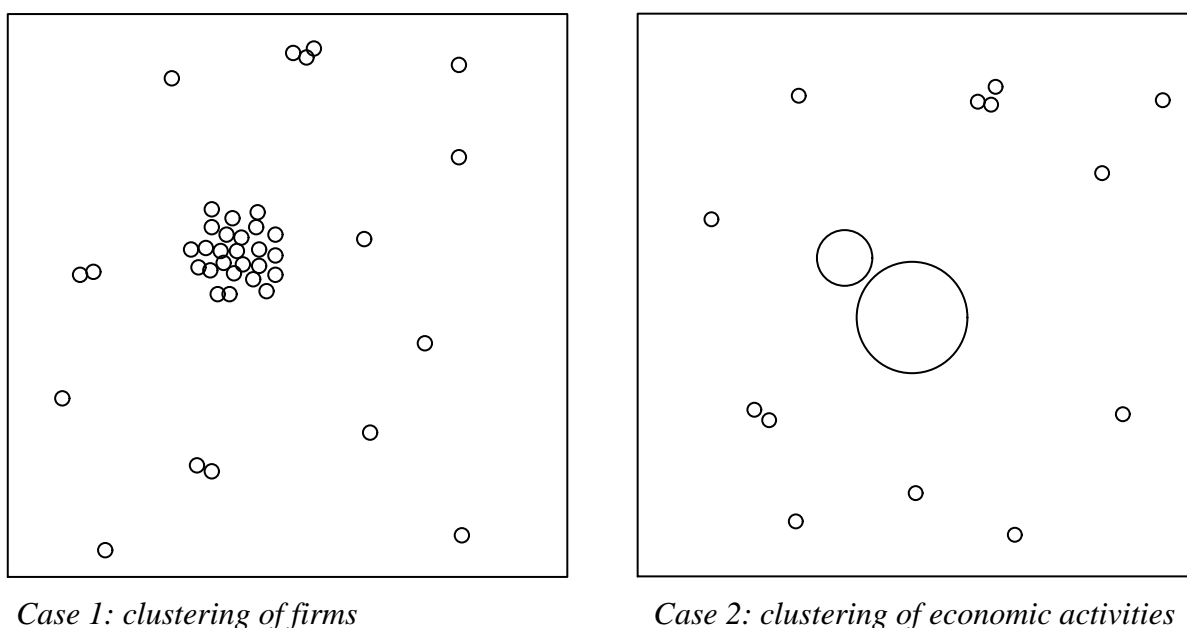 Case 1: clustering of firms
Case 2: clustering of economic activities